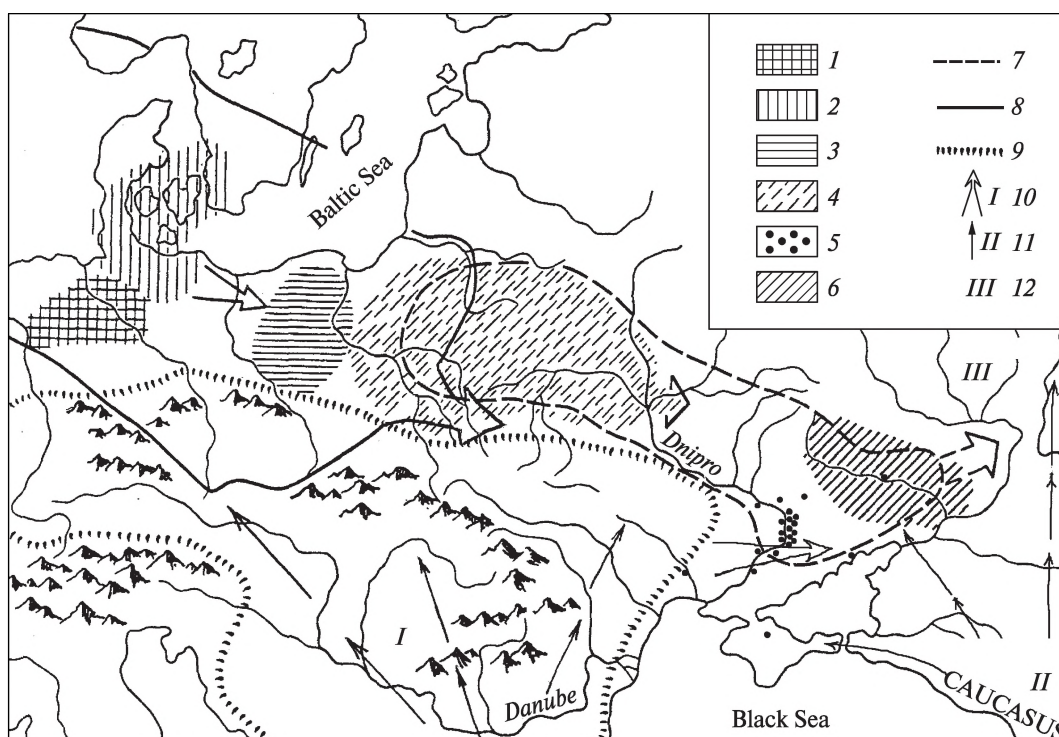 1
2
3
4
5
6
7
8
9
I 10
II 11
III 12
Baltic Sea
III
Dnipro
I
Danube
II
CAUCASUS
Black Sea